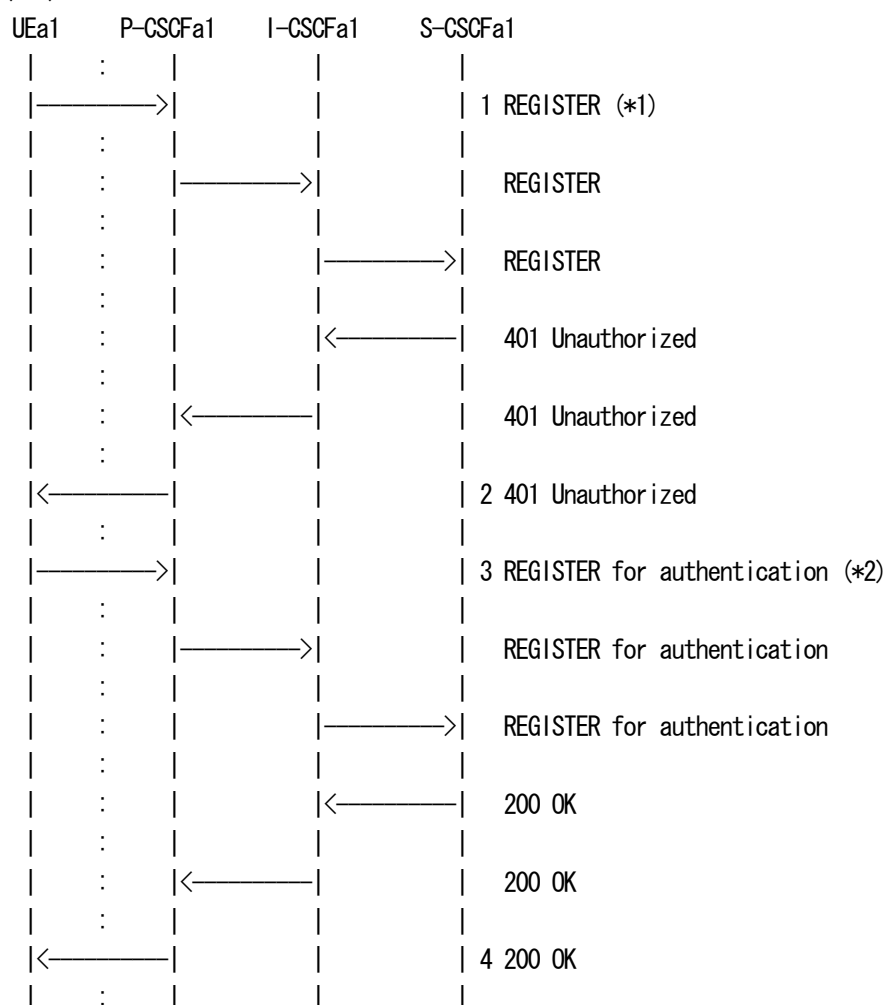 UEa1 P-CSCFa1 I-CSCFa1 S-CSCFa1
1 REGISTER (*1)
REGISTER
REGISTER
401 Unauthorized
401 Unauthorized
2 401 Unauthorized
3 REGISTER for authentication (*2)
REGISTER for authentication
REGISTER for authentication
200 OK
200 OK
4 200 OK